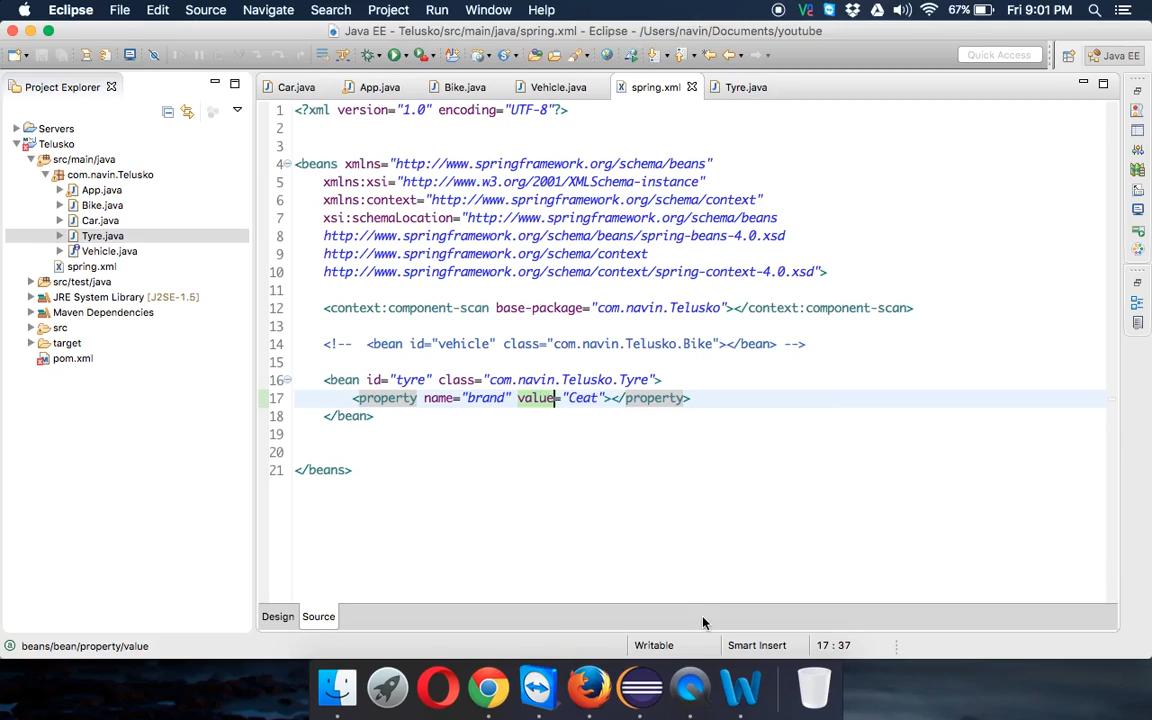 Eclipse File Edit Source Navigate Search Project Run Window Help 67% Fri 9:01 PM
Java EE - Telusko/src/main/java/spring.xml - Eclipse - /Users/navin/Documents/youtube
Quick Access Java EE
Project Explorer
Servers
Telusko
src/main/java
com.navin.Telusko
App.java
Bike.java
Car.java
Tyre.java
Vehicle.java
spring.xml
src/test/java
JRE System Library [J2SE-1.5]
Maven Dependencies
src
target
pom.xml
Car.java App.java Bike.java Vehicle.java spring.xml Tyre.java
1 <?xml version="1.0" encoding="UTF-8"?>
2
3
4 <beans xmlns="http://www.springframework.org/schema/beans"
5 xmlns:xsi="http://www.w3.org/2001/XMLSchema-instance"
6 xmlns:context="http://www.springframework.org/schema/context"
7 xsi:schemaLocation="http://www.springframework.org/schema/beans
8 http://www.springframework.org/schema/beans/spring-beans-4.0.xsd
9 http://www.springframework.org/schema/context
10 http://www.springframework.org/schema/context/spring-context-4.0.xsd">
11
12 <context:component-scan base-package="com.navin.Telusko"></context:component-scan>
13
14 <!-- <bean id="vehicle" class="com.navin.Telusko.Bike"></bean> -->
15
16 <bean id="tyre" class="com.navin.Telusko.Tyre">
17 <property name="brand" value="Ceat"></property>
18 </bean>
19
20
21 </beans>
Design Source
beans/bean/property/value Writable Smart Insert 17 : 37